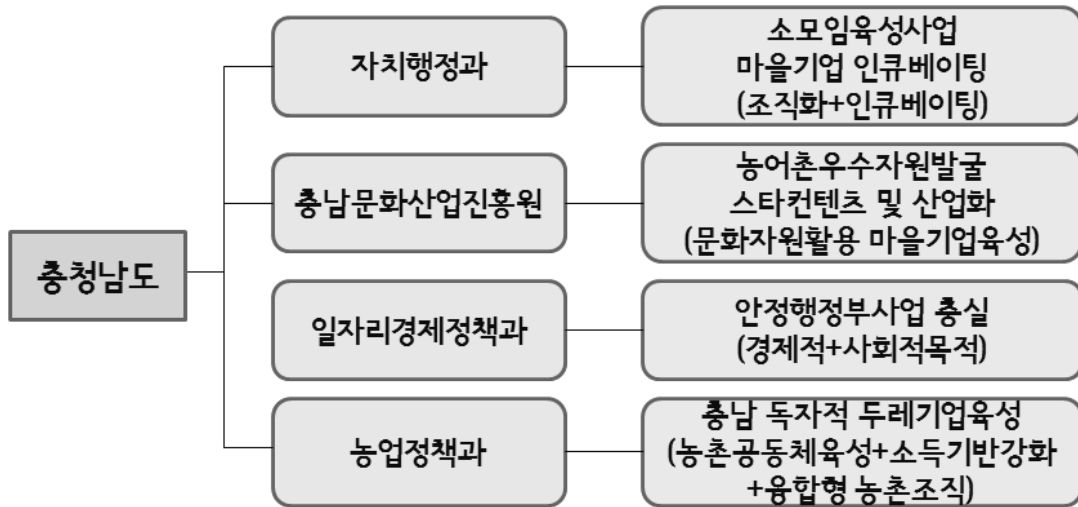 충청남도
자치행정과
소모임육성사업
마을기업 인큐베이팅
(조직화+인큐베이팅)
충남문화산업진흥원
농어촌우수자원발굴
스타컨텐츠 및 산업화
(문화자원활용 마을기업육성)
일자리경제정책과
안정행정부사업 충실
(경제적+사회적목적)
농업정책과
충남 독자적 두레기업육성
(농촌공동체육성+소득기반강화
+융합형 농촌조직)